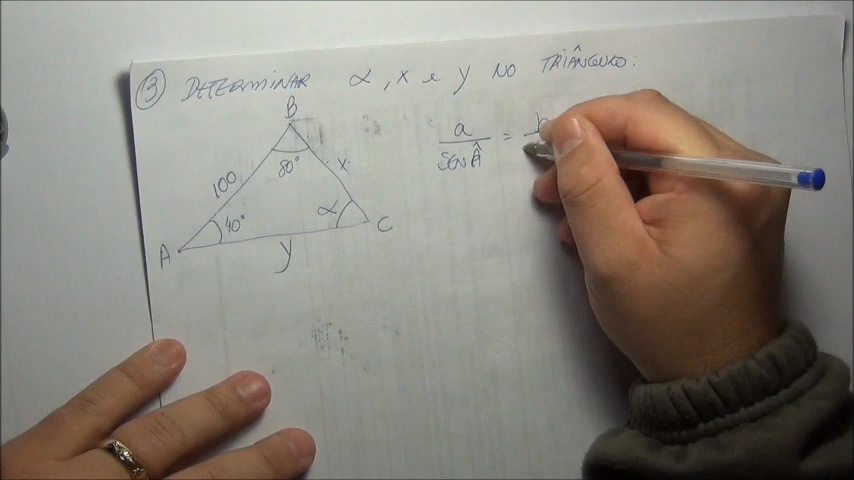 3 DETERMINAR α, x e y NO TRIÂNGULO:
B
a = b
SEN Â
80°
x
100
α
40°
C
A
y